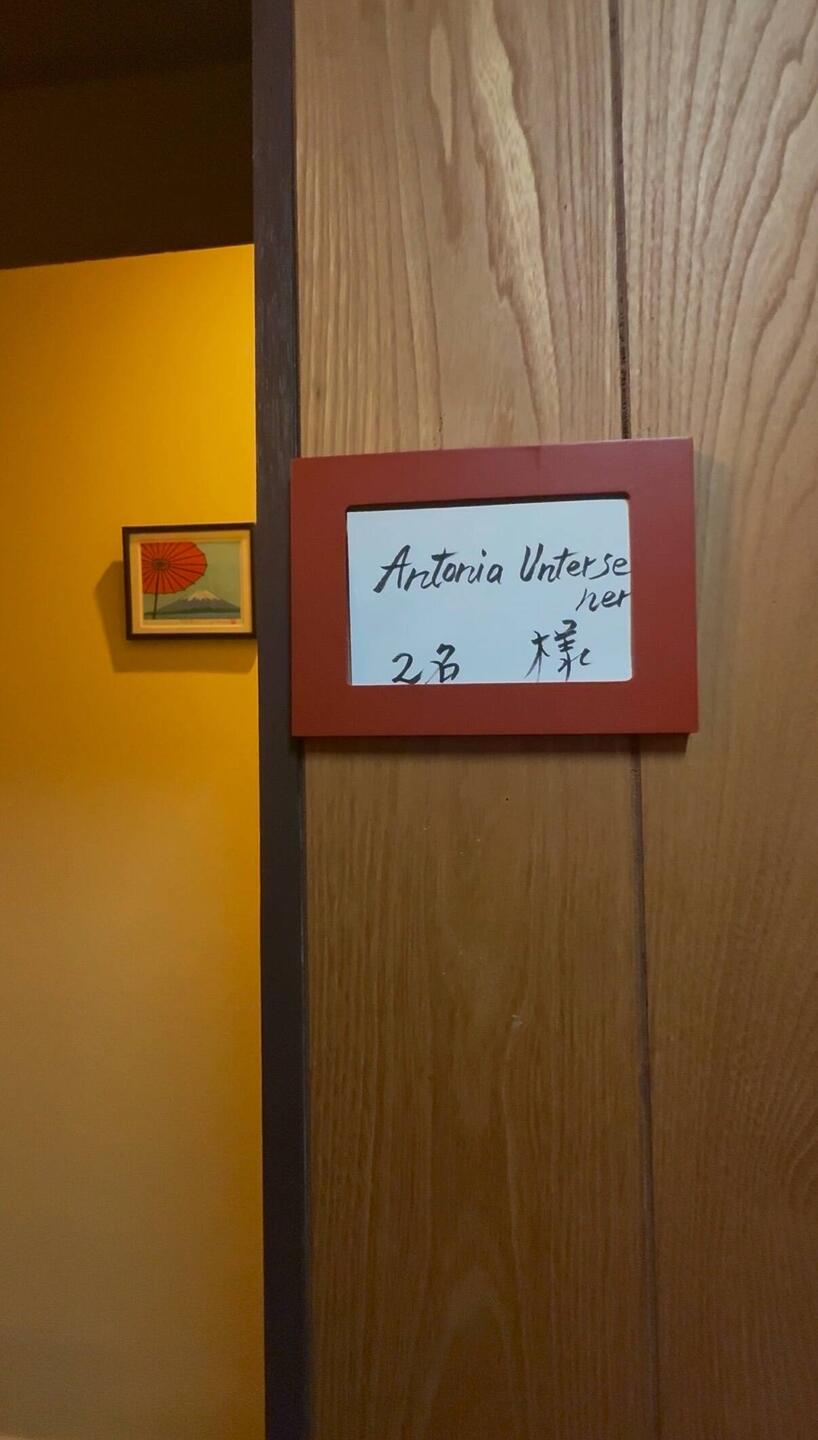 Antonia Unterse
ner
2名 様